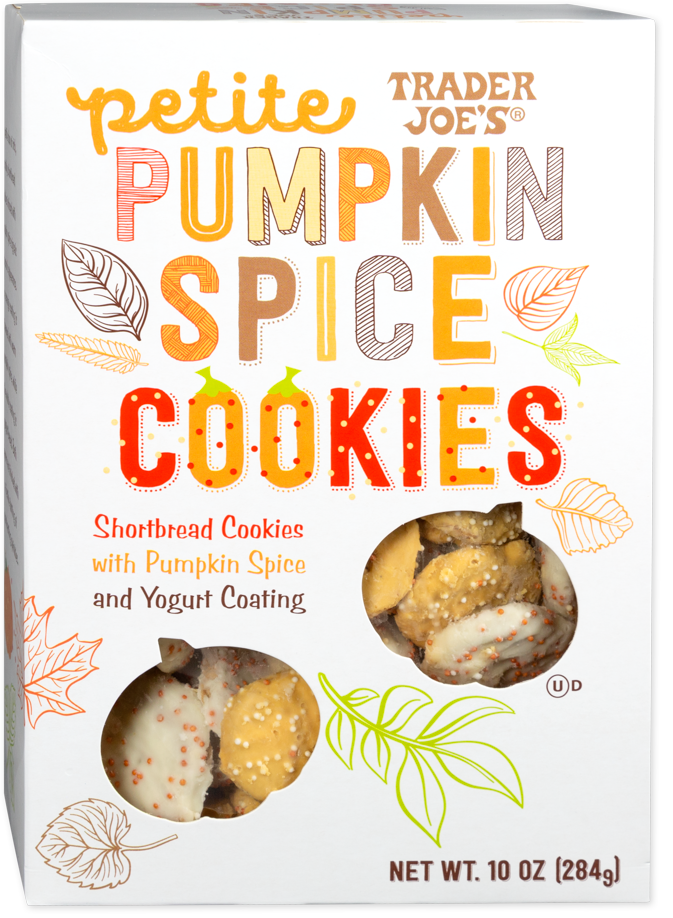 petite
TRADER
JOE'S®
PUMPKIN
SPICE
COOKIES
Shortbread Cookies
with Pumpkin Spice
and Yogurt Coating
Ⓤ D
NET WT. 10 OZ (284g)